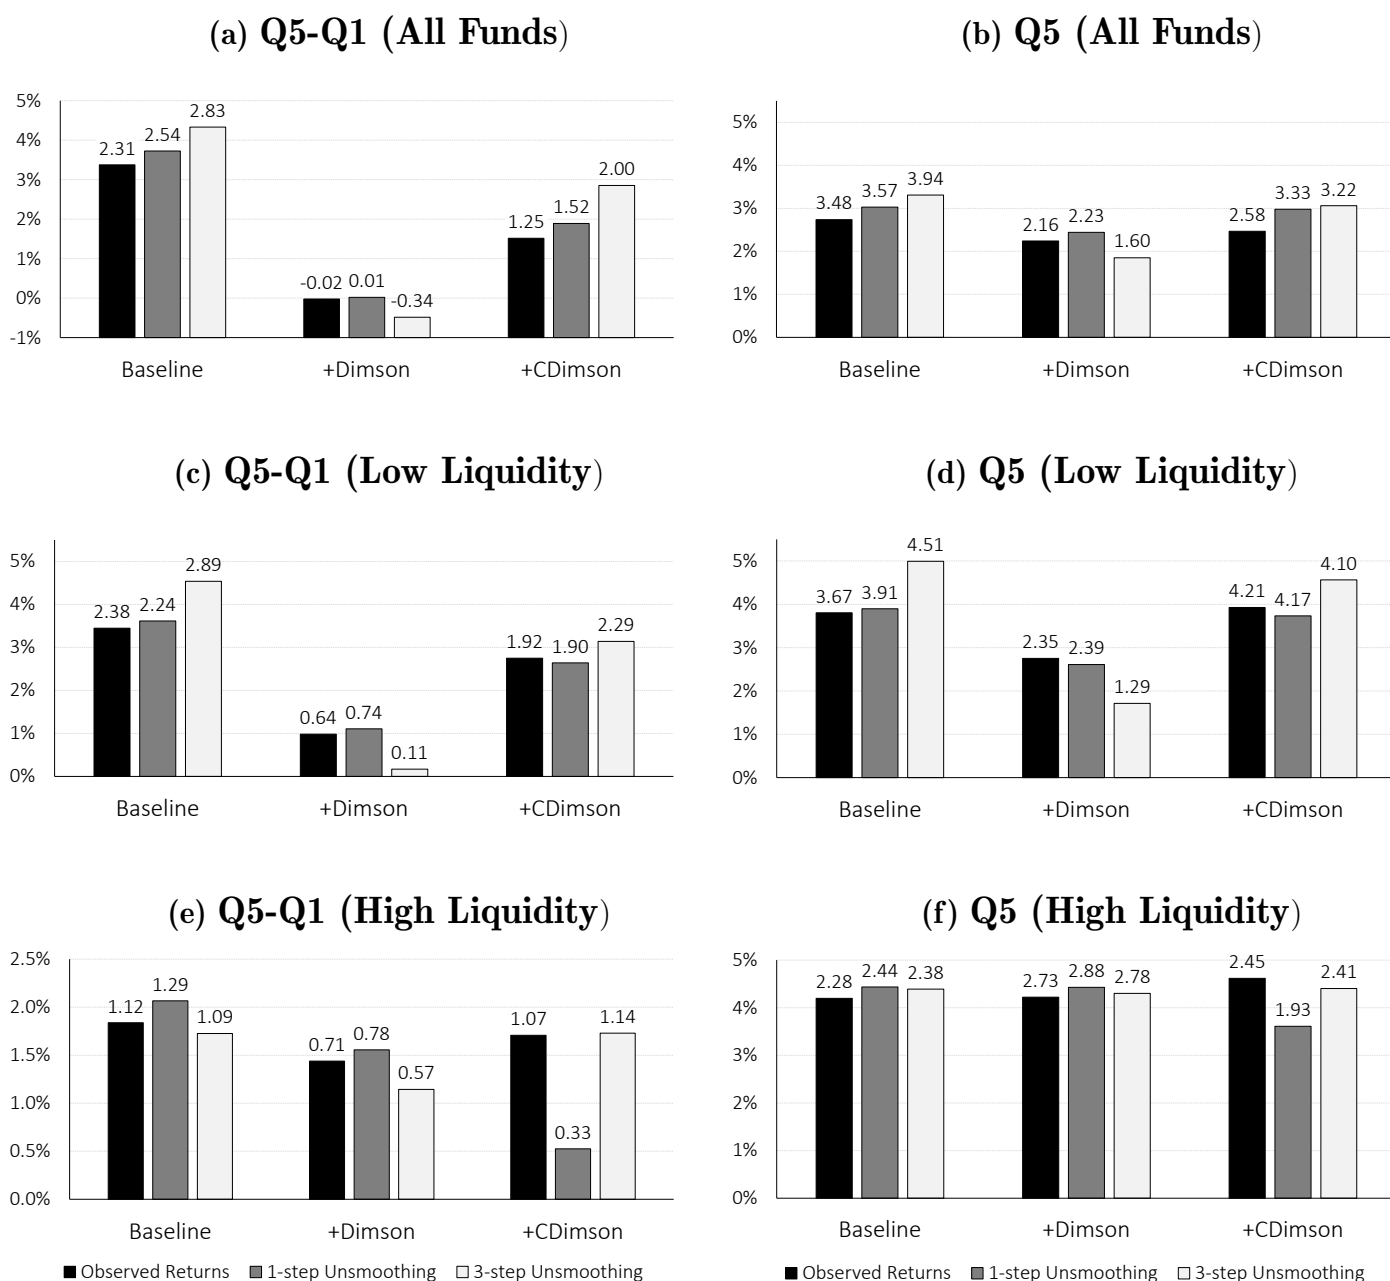 (a) Q5-Q1 (All Funds)
5%
4%
3%
2%
1%
0%
-1%
2.31 2.54 2.83
-0.02 0.01 -0.34
1.25 1.52 2.00
Baseline +Dimson +CDimson
(b) Q5 (All Funds)
5%
4%
3%
2%
1%
0%
3.48 3.57 3.94
2.16 2.23 1.60
2.58 3.33 3.22
Baseline +Dimson +CDimson
(c) Q5-Q1 (Low Liquidity)
5%
4%
3%
2%
1%
0%
2.38 2.24 2.89
0.64 0.74 0.11
1.92 1.90 2.29
Baseline +Dimson +CDimson
(d) Q5 (Low Liquidity)
5%
4%
3%
2%
1%
0%
3.67 3.91 4.51
2.35 2.39 1.29
4.21 4.17 4.10
Baseline +Dimson +CDimson
(e) Q5-Q1 (High Liquidity)
2.5%
2.0%
1.5%
1.0%
0.5%
0.0%
1.12 1.29 1.09
0.71 0.78 0.57
1.07 0.33 1.14
Baseline +Dimson +CDimson
Observed Returns 1-step Unsmoothing 3-step Unsmoothing
(f) Q5 (High Liquidity)
5%
4%
3%
2%
1%
0%
2.28 2.44 2.38
2.73 2.88 2.78
2.45 1.93 2.41
Baseline +Dimson +CDimson
Observed Returns 1-step Unsmoothing 3-step Unsmoothing